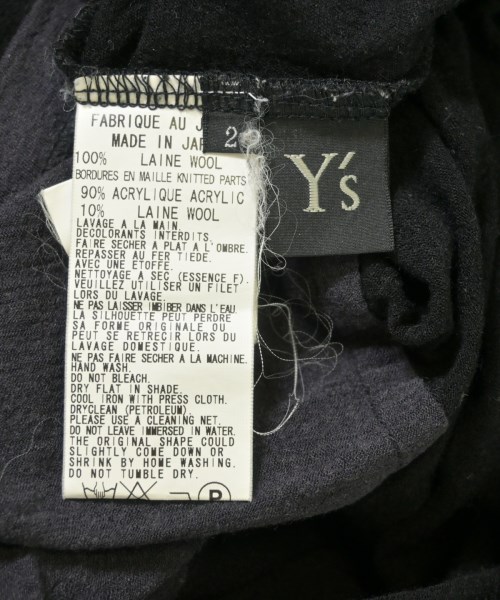 FABRIQUE AU J
MADE IN JAP
100% LAINE WOOL
BORDURES EN MAILLE KNITTED PARTS
90% ACRYLIQUE ACRYLIC
10% LAINE WOOL
LAVAGE A LA MAIN.
DECOLORANTS INTERDITS.
FAIRE SECHER A PLAT A L'OMBRE.
REPASSER AU FER TIEDE.
AVEC UNE ETOFFE.
NETTOYAGE A SEC (ESSENCE F).
VEUILLEZ UTILISER UN FILET
LORS DU LAVAGE.
NE PAS LAISSER IMBIBER DANS L'EAU.
LA SILHOUETTE PEUT PERDRE
SA FORME ORIGINALE OU
PEUT SE RETRECIR LORS DU
LAVAGE DOMESTIQUE.
NE PAS FAIRE SECHER A LA MACHINE.
HAND WASH.
DO NOT BLEACH.
DRY FLAT IN SHADE.
COOL IRON WITH PRESS CLOTH.
DRYCLEAN (PETROLEUM).
PLEASE USE A CLEANING NET.
DO NOT LEAVE IMMERSED IN WATER.
THE ORIGINAL SHAPE COULD
SLIGHTLY COME DOWN OR
SHRINK BY HOME WASHING.
DO NOT TUMBLE DRY.
P
2
Y's